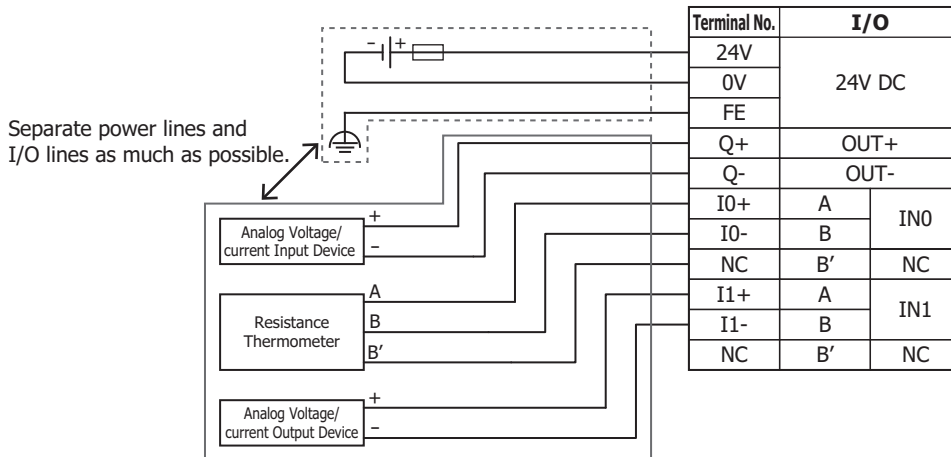 Terminal No. I/O
24V
0V 24V DC
FE
Q+ OUT+
Q- OUT-
I0+ A IN0
I0- B
NC B′ NC
I1+ A IN1
I1- B
NC B′ NC
− +
Separate power lines and
I/O lines as much as possible.
Analog Voltage/
current Input Device
+
−
Resistance
Thermometer
A
B
B′
Analog Voltage/
current Output Device
+
−